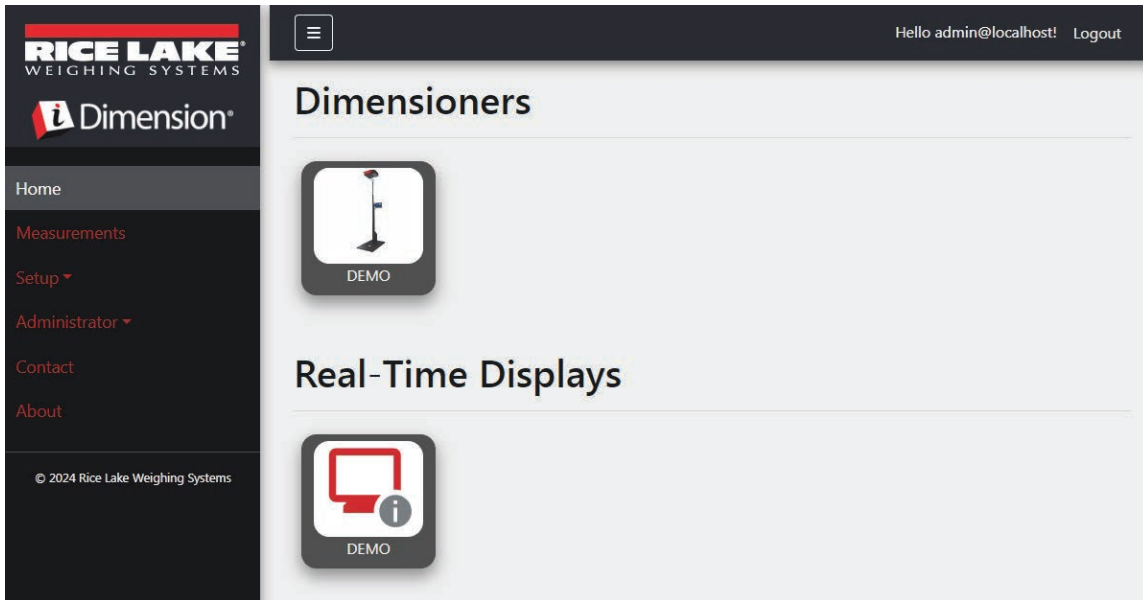 RICE LAKE®
WEIGHING SYSTEMS
i Dimension®
Home
Measurements
Setup
Administrator
Contact
About
© 2024 Rice Lake Weighing Systems
Hello admin@localhost! Logout
Dimensioners
DEMO
Real-Time Displays
i
DEMO